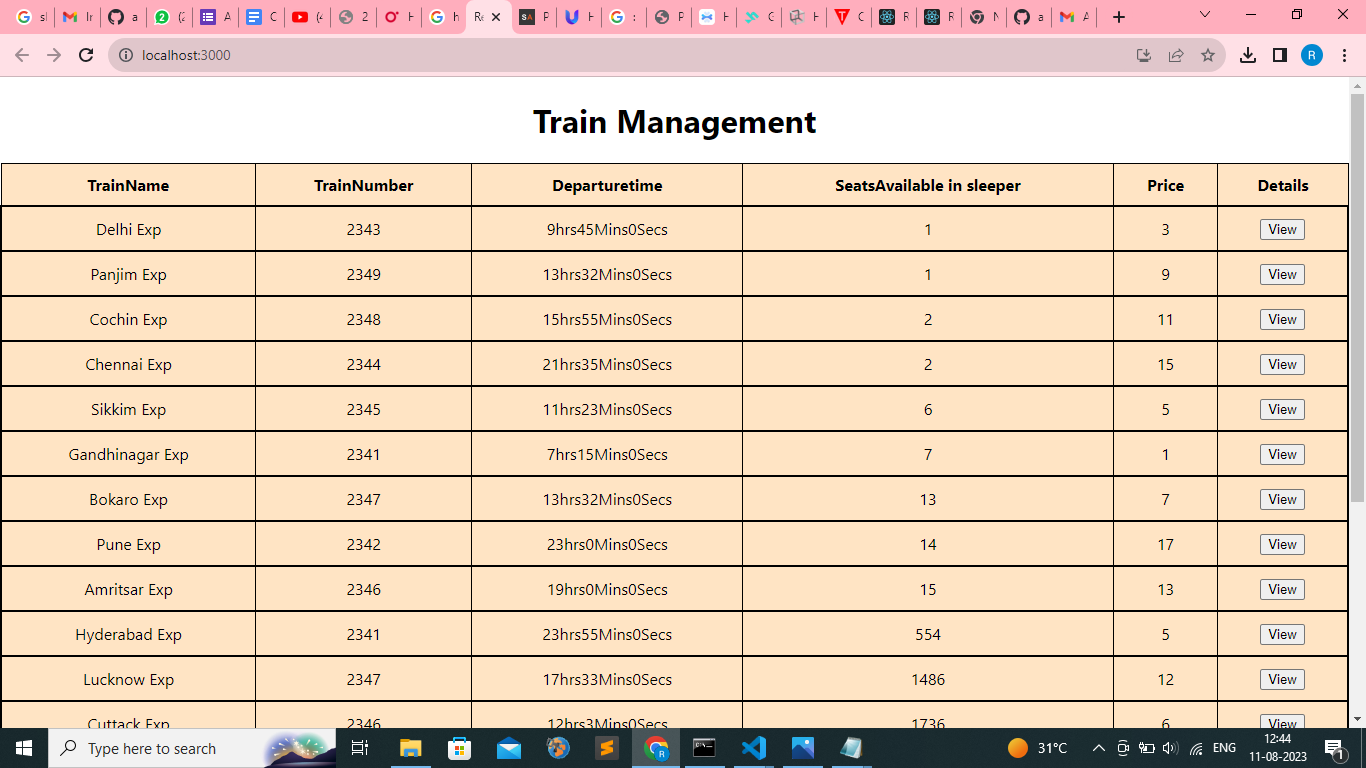 localhost:3000
R
Train Management
TrainName TrainNumber Departuretime SeatsAvailable in sleeper Price Details
Delhi Exp 2343 9hrs45Mins0Secs 1 3 View
Panjim Exp 2349 13hrs32Mins0Secs 1 9 View
Cochin Exp 2348 15hrs55Mins0Secs 2 11 View
Chennai Exp 2344 21hrs35Mins0Secs 2 15 View
Sikkim Exp 2345 11hrs23Mins0Secs 6 5 View
Gandhinagar Exp 2341 7hrs15Mins0Secs 7 1 View
Bokaro Exp 2347 13hrs32Mins0Secs 13 7 View
Pune Exp 2342 23hrs0Mins0Secs 14 17 View
Amritsar Exp 2346 19hrs0Mins0Secs 15 13 View
Hyderabad Exp 2341 23hrs55Mins0Secs 554 5 View
Lucknow Exp 2347 17hrs33Mins0Secs 1486 12 View
Cuttack Exp 2346 12hrs3Mins0Secs 1736 6 View
Type here to search
31°C
ENG
12:44
11-08-2023
1